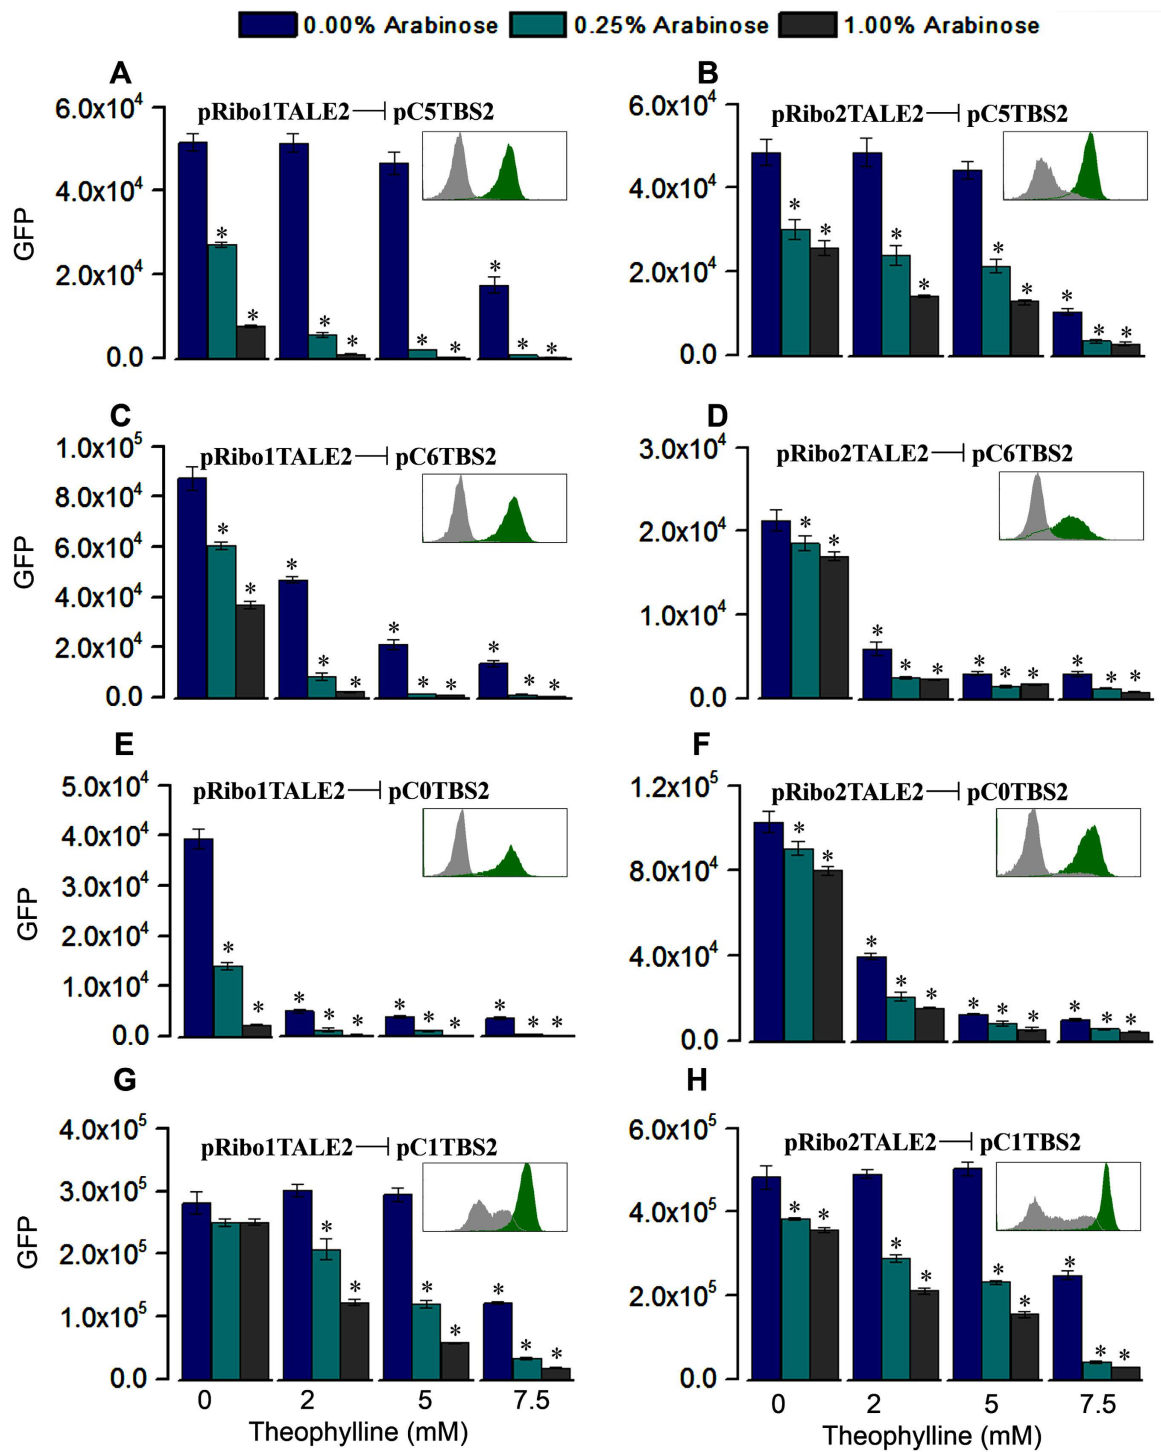 0.00% Arabinose 0.25% Arabinose 1.00% Arabinose
A
pRibo1TALE2 ⊣ pC5TBS2
GFP
6.0x10⁴
4.0x10⁴
2.0x10⁴
0.0
* * * * * * * * *
B
pRibo2TALE2 ⊣ pC5TBS2
6.0x10⁴
4.0x10⁴
2.0x10⁴
0.0
* * * * * * * * *
C
pRibo1TALE2 ⊣ pC6TBS2
GFP
1.0x10⁵
8.0x10⁴
6.0x10⁴
4.0x10⁴
2.0x10⁴
0.0
* * * * * * * * * * *
D
pRibo2TALE2 ⊣ pC6TBS2
3.0x10⁴
2.0x10⁴
1.0x10⁴
0.0
* * * * * * * * * * *
E
pRibo1TALE2 ⊣ pC0TBS2
GFP
5.0x10⁴
4.0x10⁴
3.0x10⁴
2.0x10⁴
1.0x10⁴
0.0
* * * * * * * * * * *
F
pRibo2TALE2 ⊣ pC0TBS2
1.2x10⁵
8.0x10⁴
4.0x10⁴
0.0
* * * * * * * * * * *
G
pRibo1TALE2 ⊣ pC1TBS2
GFP
4.0x10⁵
3.0x10⁵
2.0x10⁵
1.0x10⁵
0.0
* * * * * * *
0 2 5 7.5
Theophylline (mM)
H
pRibo2TALE2 ⊣ pC1TBS2
6.0x10⁵
4.0x10⁵
2.0x10⁵
0.0
* * * * * * * * *
0 2 5 7.5
Theophylline (mM)